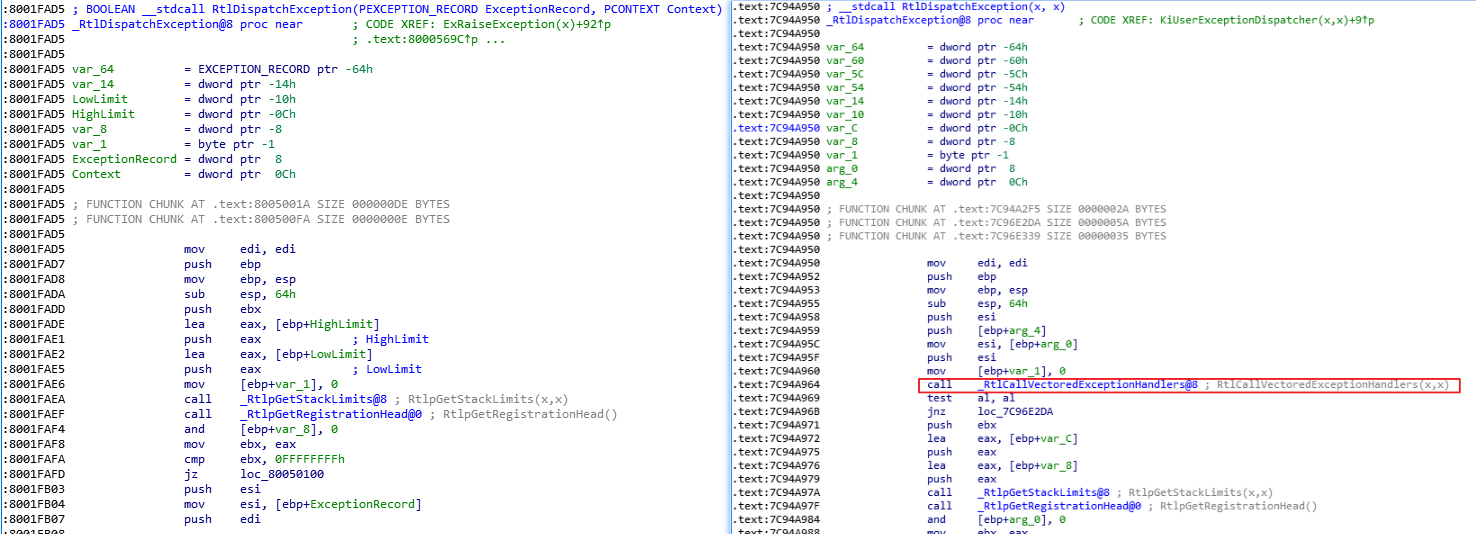 :8001FAD5 ; BOOLEAN __stdcall RtlDispatchException(PEXCEPTION_RECORD ExceptionRecord, PCONTEXT Context)
:8001FAD5 _RtlDispatchException@8 proc near ; CODE XREF: ExRaiseException(x)+92↑p
:8001FAD5 ; .text:8000569C↑p ...
:8001FAD5
:8001FAD5 var_64 = EXCEPTION_RECORD ptr -64h
:8001FAD5 var_14 = dword ptr -14h
:8001FAD5 LowLimit = dword ptr -10h
:8001FAD5 HighLimit = dword ptr -0Ch
:8001FAD5 var_8 = dword ptr -8
:8001FAD5 var_1 = byte ptr -1
:8001FAD5 ExceptionRecord = dword ptr 8
:8001FAD5 Context = dword ptr 0Ch
:8001FAD5
:8001FAD5 ; FUNCTION CHUNK AT .text:8005001A SIZE 000000DE BYTES
:8001FAD5 ; FUNCTION CHUNK AT .text:800500FA SIZE 0000000E BYTES
:8001FAD5
:8001FAD5 mov edi, edi
:8001FAD7 push ebp
:8001FAD8 mov ebp, esp
:8001FADA sub esp, 64h
:8001FADD push ebx
:8001FADE lea eax, [ebp+HighLimit]
:8001FAE1 push eax ; HighLimit
:8001FAE2 lea eax, [ebp+LowLimit]
:8001FAE5 push eax ; LowLimit
:8001FAE6 mov [ebp+var_1], 0
:8001FAEA call _RtlpGetStackLimits@8 ; RtlpGetStackLimits(x,x)
:8001FAEF call _RtlpGetRegistrationHead@0 ; RtlpGetRegistrationHead()
:8001FAF4 and [ebp+var_8], 0
:8001FAF8 mov ebx, eax
:8001FAFA cmp ebx, 0FFFFFFFFh
:8001FAFD jz loc_80050100
:8001FB03 push esi
:8001FB04 mov esi, [ebp+ExceptionRecord]
:8001FB07 push edi
:8001FB08
.text:7C94A950 ; __stdcall RtlDispatchException(x, x)
.text:7C94A950 _RtlDispatchException@8 proc near ; CODE XREF: KiUserExceptionDispatcher(x,x)+9↑p
.text:7C94A950
.text:7C94A950 var_64 = dword ptr -64h
.text:7C94A950 var_60 = dword ptr -60h
.text:7C94A950 var_5C = dword ptr -5Ch
.text:7C94A950 var_54 = dword ptr -54h
.text:7C94A950 var_14 = dword ptr -14h
.text:7C94A950 var_10 = dword ptr -10h
.text:7C94A950 var_C = dword ptr -0Ch
.text:7C94A950 var_8 = dword ptr -8
.text:7C94A950 var_1 = byte ptr -1
.text:7C94A950 arg_0 = dword ptr 8
.text:7C94A950 arg_4 = dword ptr 0Ch
.text:7C94A950
.text:7C94A950 ; FUNCTION CHUNK AT .text:7C94A2F5 SIZE 0000002A BYTES
.text:7C94A950 ; FUNCTION CHUNK AT .text:7C96E2DA SIZE 0000005A BYTES
.text:7C94A950 ; FUNCTION CHUNK AT .text:7C96E339 SIZE 00000035 BYTES
.text:7C94A950
.text:7C94A950 mov edi, edi
.text:7C94A952 push ebp
.text:7C94A953 mov ebp, esp
.text:7C94A955 sub esp, 64h
.text:7C94A958 push esi
.text:7C94A959 push [ebp+arg_4]
.text:7C94A95C mov esi, [ebp+arg_0]
.text:7C94A95F push esi
.text:7C94A960 mov [ebp+var_1], 0
.text:7C94A964 call _RtlCallVectoredExceptionHandlers@8 ; RtlCallVectoredExceptionHandlers(x,x)
.text:7C94A969 test al, al
.text:7C94A96B jnz loc_7C96E2DA
.text:7C94A971 push ebx
.text:7C94A972 lea eax, [ebp+var_C]
.text:7C94A975 push eax
.text:7C94A976 lea eax, [ebp+var_8]
.text:7C94A979 push eax
.text:7C94A97A call _RtlpGetStackLimits@8 ; RtlpGetStackLimits(x,x)
.text:7C94A97F call _RtlpGetRegistrationHead@0 ; RtlpGetRegistrationHead()
.text:7C94A984 and [ebp+arg_0], 0
.text:7C94A988 mov ebx, eax